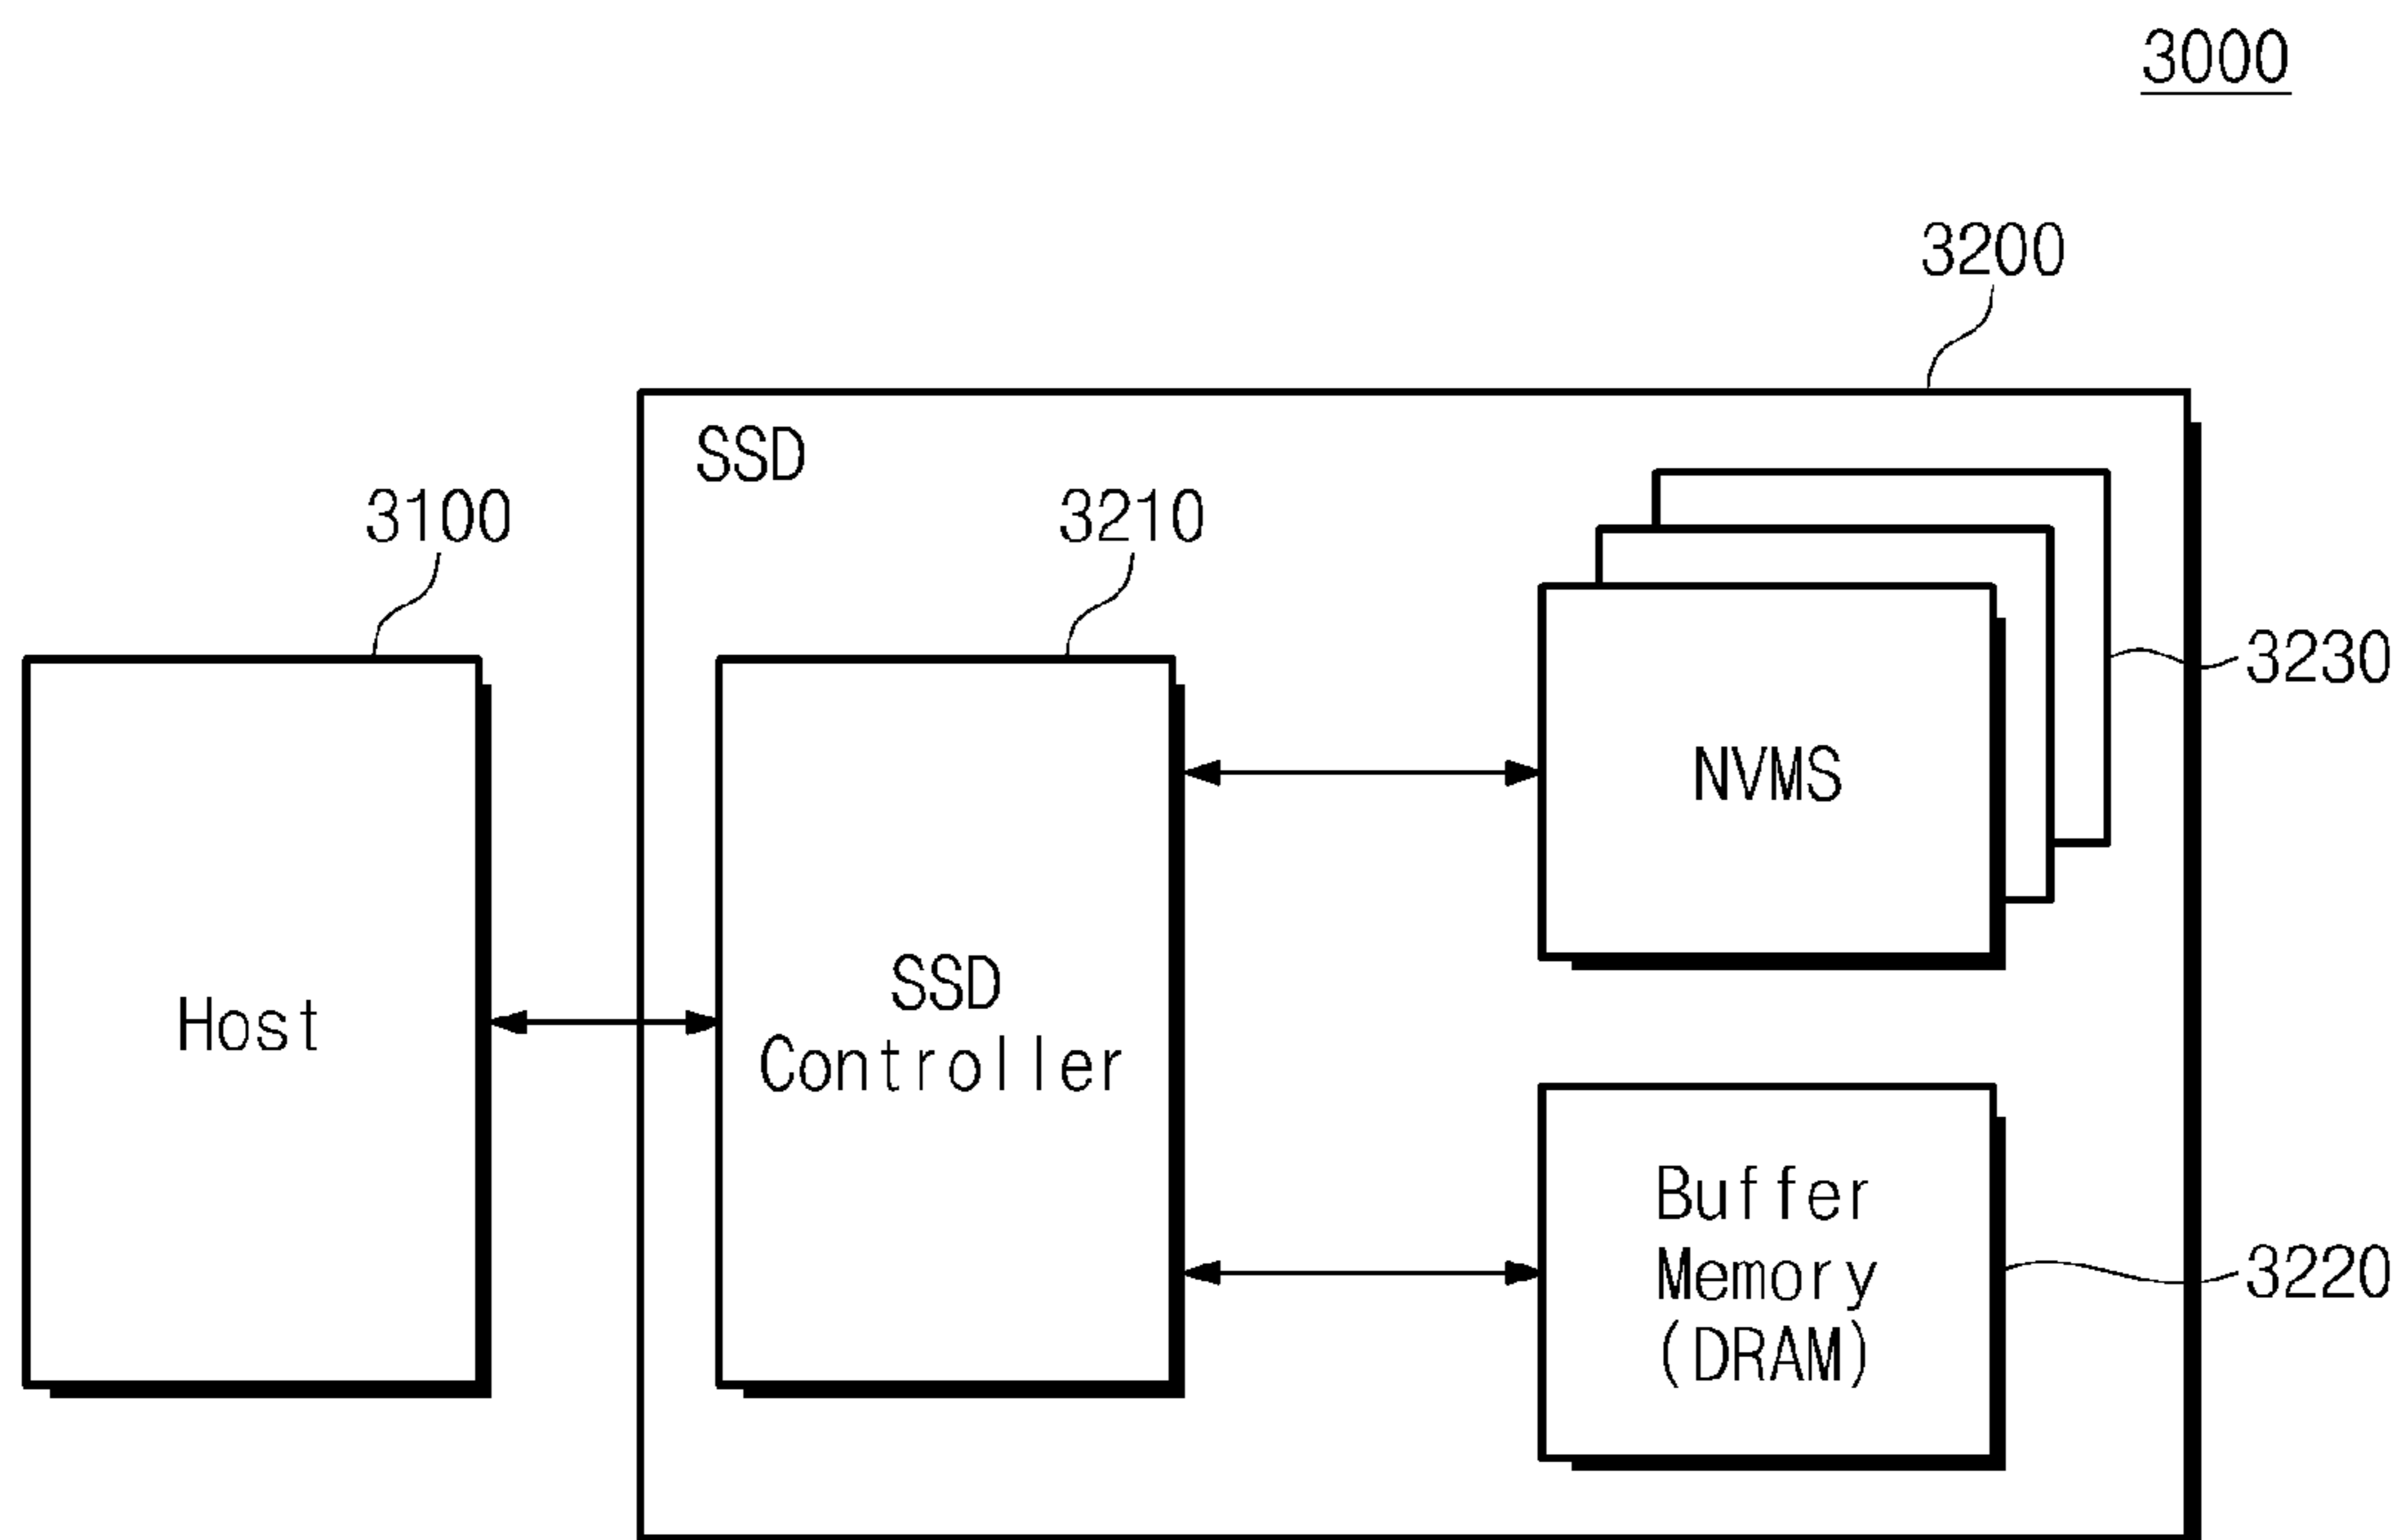 3000
3200
SSD
3100
3210
3230
NVMS
Host
SSD
Controller
Buffer
Memory
(DRAM)
3220